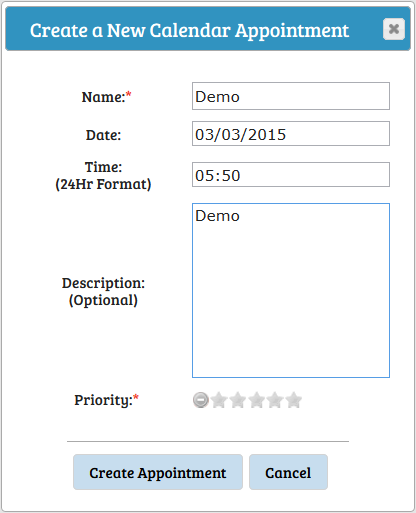 Create a New Calendar Appointment
Name:* Demo
Date: 03/03/2015
Time:
(24Hr Format) 05:50
Demo
Description:
(Optional)
Priority:*
Create Appointment Cancel